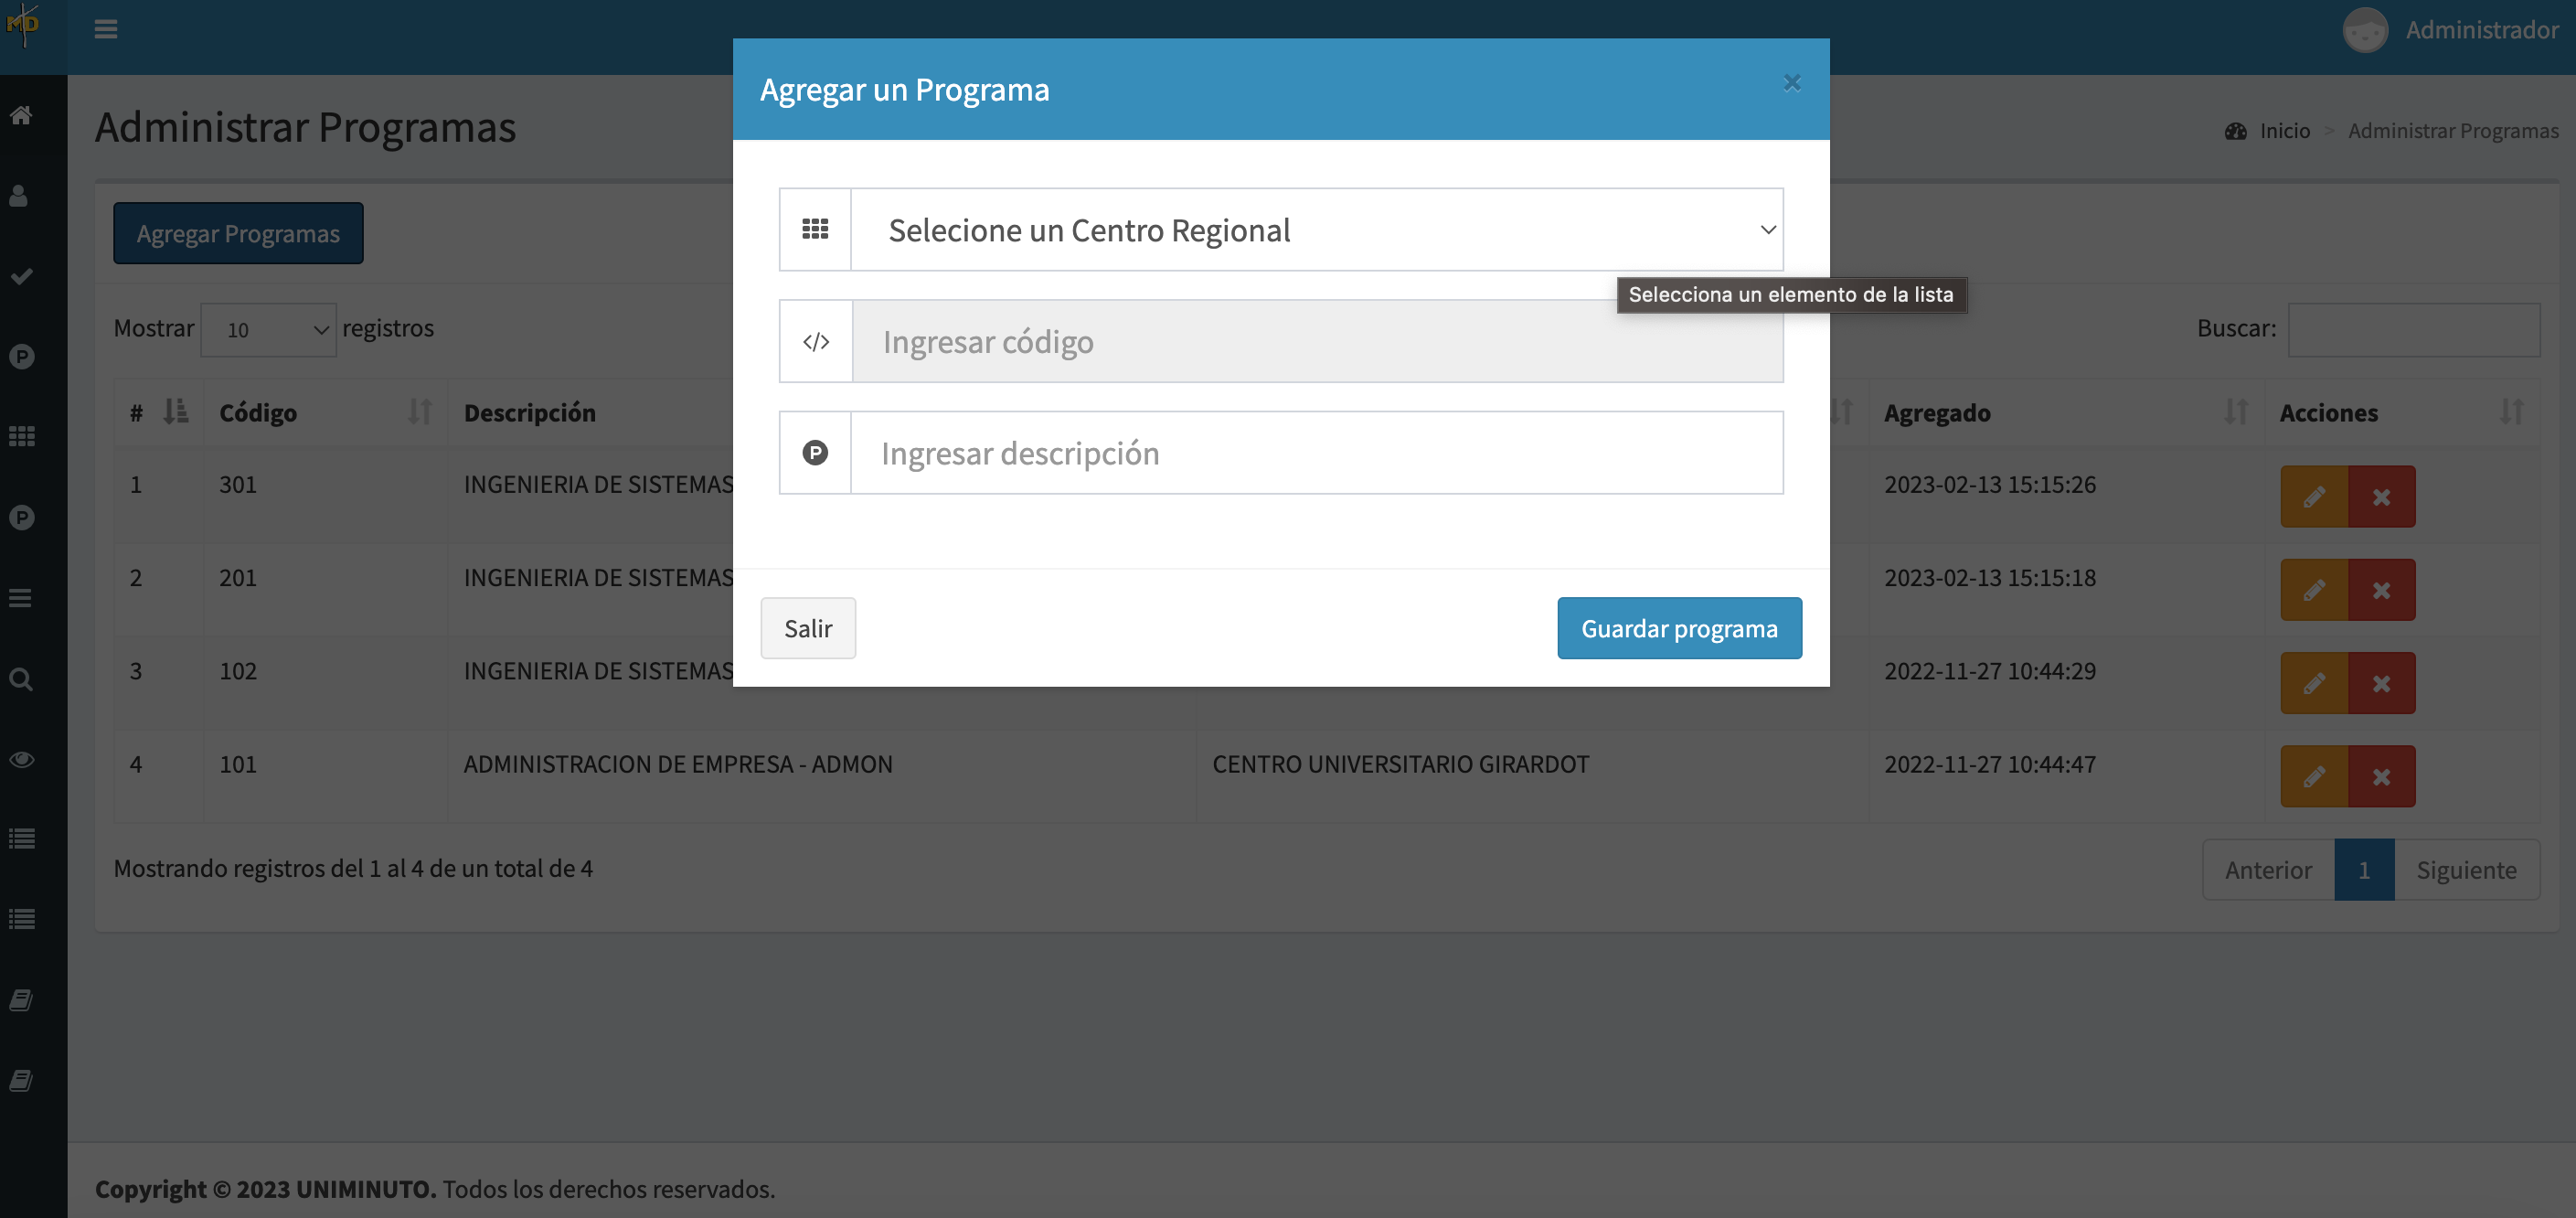 MD
Administrador
Agregar un Programa
Administrar Programas
Inicio > Administrar Programas
Agregar Programas
Selecione un Centro Regional
Selecciona un elemento de la lista
Mostrar 10 registros
Buscar:
Ingresar código
# Código Descripción Agregado Acciones
Ingresar descripción
1 301 INGENIERIA DE SISTEMAS 2023-02-13 15:15:26
2 201 INGENIERIA DE SISTEMAS 2023-02-13 15:15:18
Salir Guardar programa
3 102 INGENIERIA DE SISTEMAS 2022-11-27 10:44:29
4 101 ADMINISTRACION DE EMPRESA - ADMON CENTRO UNIVERSITARIO GIRARDOT 2022-11-27 10:44:47
Mostrando registros del 1 al 4 de un total de 4
Anterior 1 Siguiente
Copyright © 2023 UNIMINUTO. Todos los derechos reservados.